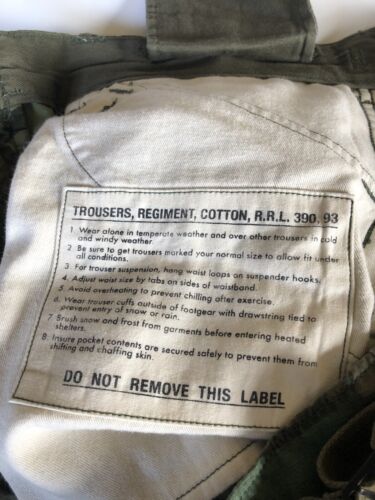 TROUSERS, REGIMENT, COTTON, R.R.L. 390. 93
1. Wear alone in temperate weather and over other trousers in cold
and windy weather.
2. Be sure to get trousers marked your normal size to allow fit under
all conditions.
3. For trouser suspension, hang waist loops on suspender hooks.
4. Adjust waist size by tabs on sides of waistband.
5. Avoid overheating to prevent chilling after exercise.
6. Wear trouser cuffs outside of footgear with drawstring tied to
prevent entry of snow or rain.
7. Brush snow and frost from garments before entering heated
shelters.
8. Insure pocket contents are secured safely to prevent them from
shifting and chaffing skin.
DO NOT REMOVE THIS LABEL